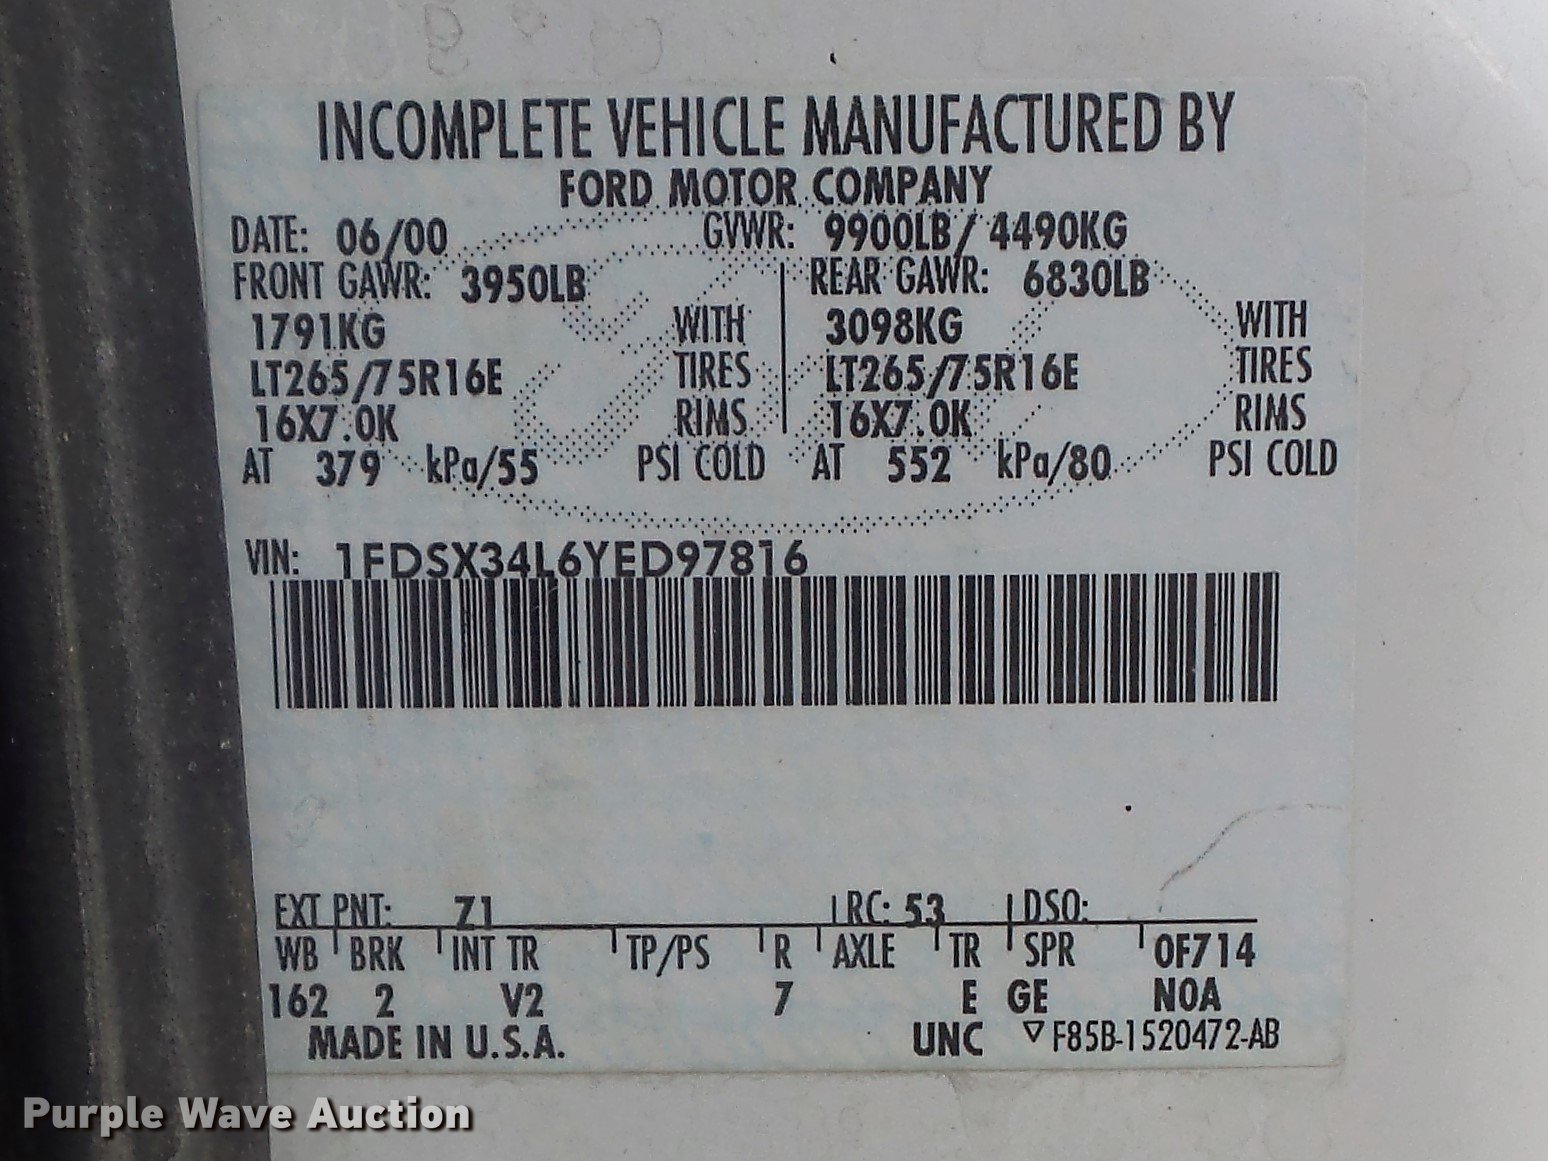 INCOMPLETE VEHICLE MANUFACTURED BY
FORD MOTOR COMPANY
DATE: 06/00 GVWR: 9900LB/ 4490KG
FRONT GAWR: 3950LB REAR GAWR: 6830LB
1791KG WITH 3098KG WITH
LT265/75R16E TIRES LT265/75R16E TIRES
16X7.0K RIMS 16X7.0K RIMS
AT 379 kPa/55 PSI COLD AT 552 kPa/80 PSI COLD
VIN: 1FDSX34L6YED97816
EXT PNT: Z1 RC: 53 DSO:
WB BRK INT TR TP/PS R AXLE TR SPR 0F714
162 2 V2 7 E GE N0A
MADE IN U.S.A. UNC ▽F85B-1520472-AB
Purple Wave Auction